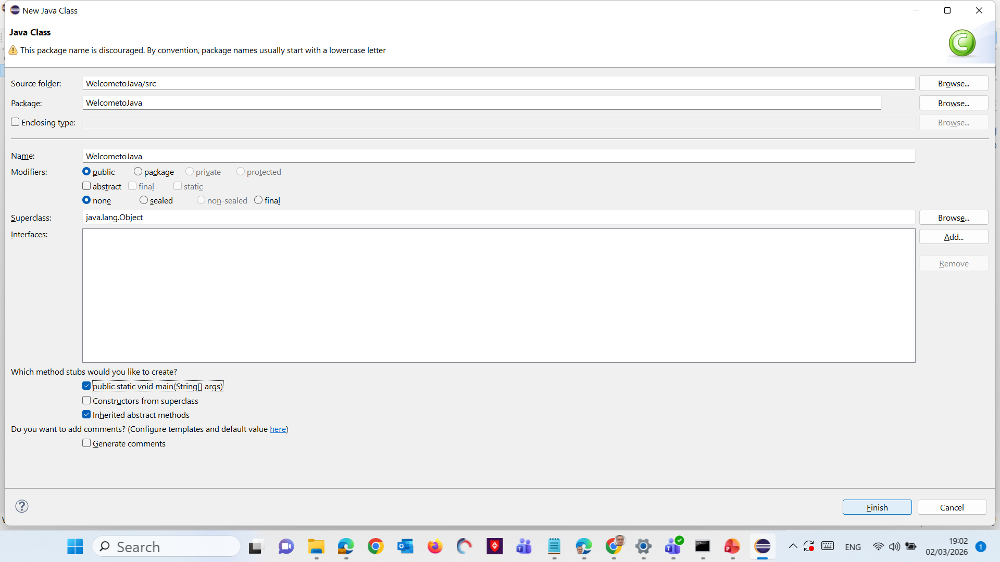 New Java Class
Java Class
This package name is discouraged. By convention, package names usually start with a lowercase letter
Source folder: WelcometoJava/src Browse...
Package: WelcometoJava Browse...
Enclosing type: Browse...
Name: WelcometoJava
Modifiers: public package private protected
abstract final static
none sealed non-sealed final
Superclass: java.lang.Object Browse...
Interfaces: Add...
Remove
Which method stubs would you like to create?
public static void main(String[] args)
Constructors from superclass
Inherited abstract methods
Do you want to add comments? (Configure templates and default value here)
Generate comments
Finish Cancel
Search ENG 19:02 1
02/03/2026